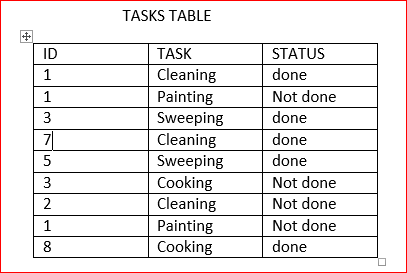 TASKS TABLE
ID TASK STATUS
1 Cleaning done
1 Painting Not done
3 Sweeping done
7 Cleaning done
5 Sweeping done
3 Cooking Not done
2 Cleaning Not done
1 Painting Not done
8 Cooking done